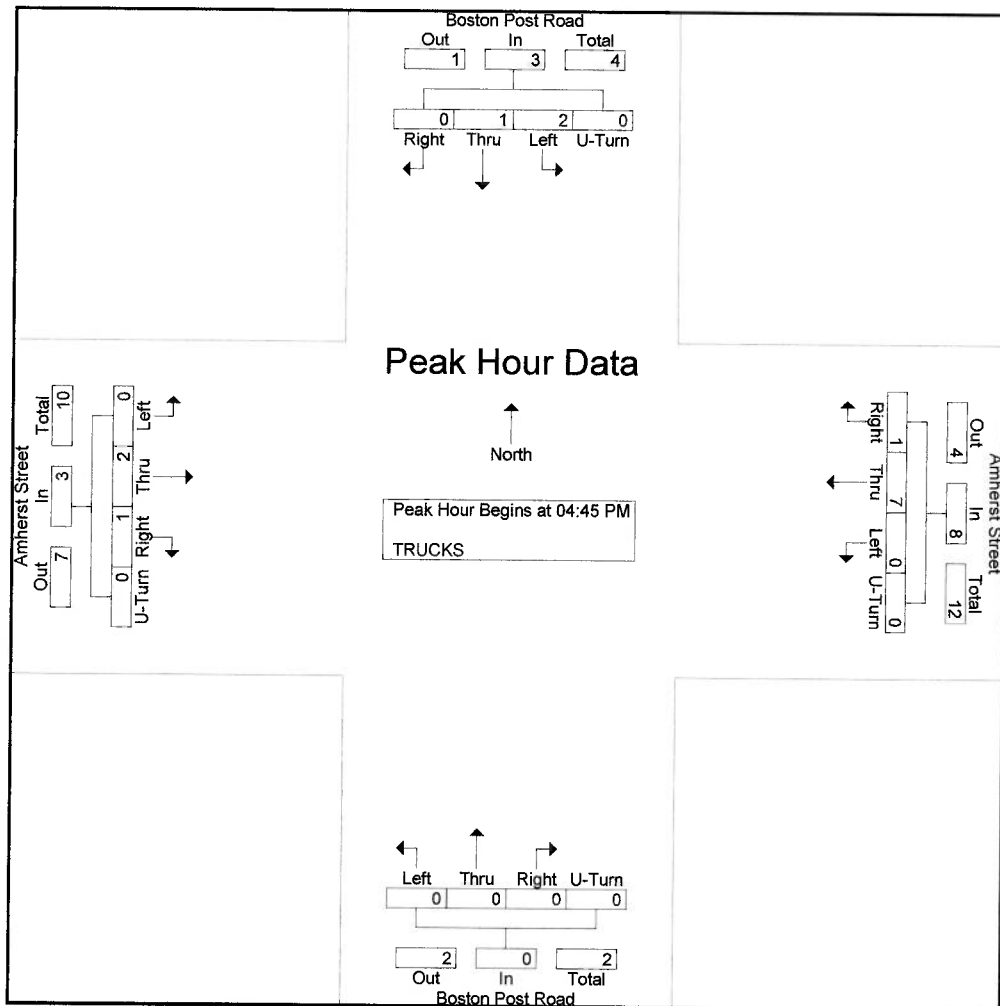 Boston Post Road
Out In Total
1 3 4
0 1 2 0
Right Thru Left U-Turn
Peak Hour Data
North
Peak Hour Begins at 04:45 PM
TRUCKS
Amherst Street
Total In Out
10 3 7
0 2 1 0
Left Thru Right U-Turn
Amherst Street
Out In Total
4 8 12
1 7 0 0
Right Thru Left U-Turn
Left Thru Right U-Turn
0 0 0 0
2 0 2
Out In Total
Boston Post Road